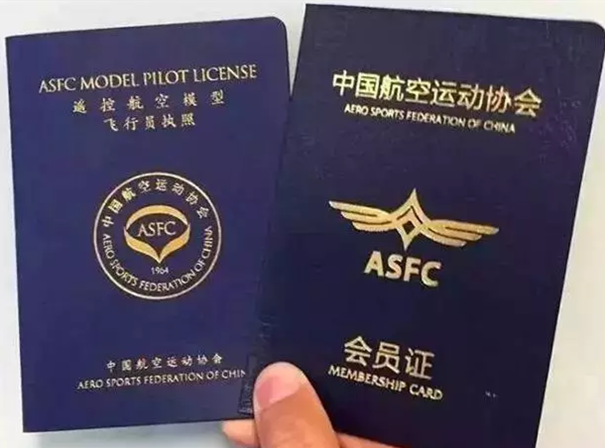 ASFC MODEL PILOT LICENSE
遥控航空模型
飞行员执照
中国航空运动协会
ASFC
1964
AERO SPORTS FEDERATION OF CHINA
中国航空运动协会
AERO SPORTS FEDERATION OF CHIN
中国航空运动协会
AERO SPORTS FEDERATION OF CHINA
ASFC
会员证
MEMBERSHIP CARD